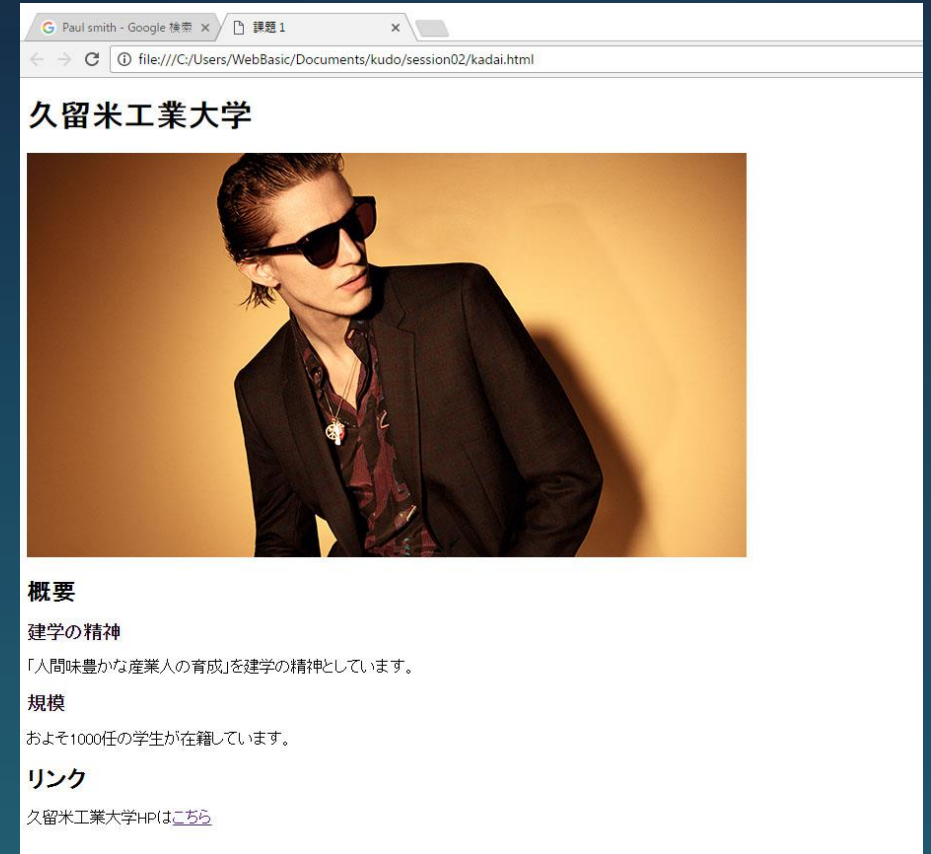 Paul smith - Google 検索
課題 1
file:///C:/Users/WebBasic/Documents/kudo/session02/kadai.html
久留米工業大学
概要
建学の精神
「人間味豊かな産業人の育成」を建学の精神としています。
規模
およそ1000任の学生が在籍しています。
リンク
久留米工業大学HPはこちら